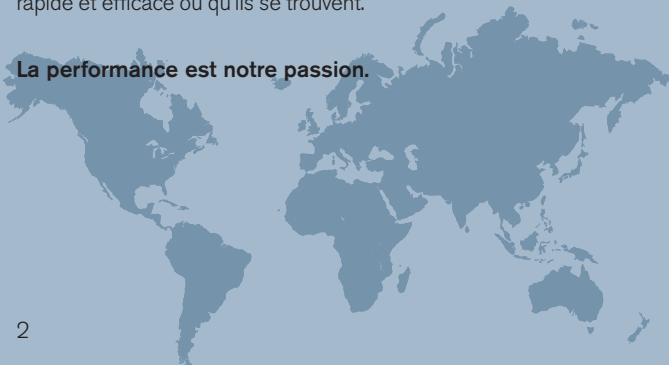 rapide et efficace où qu'ils se trouvent.
La performance est notre passion.
2